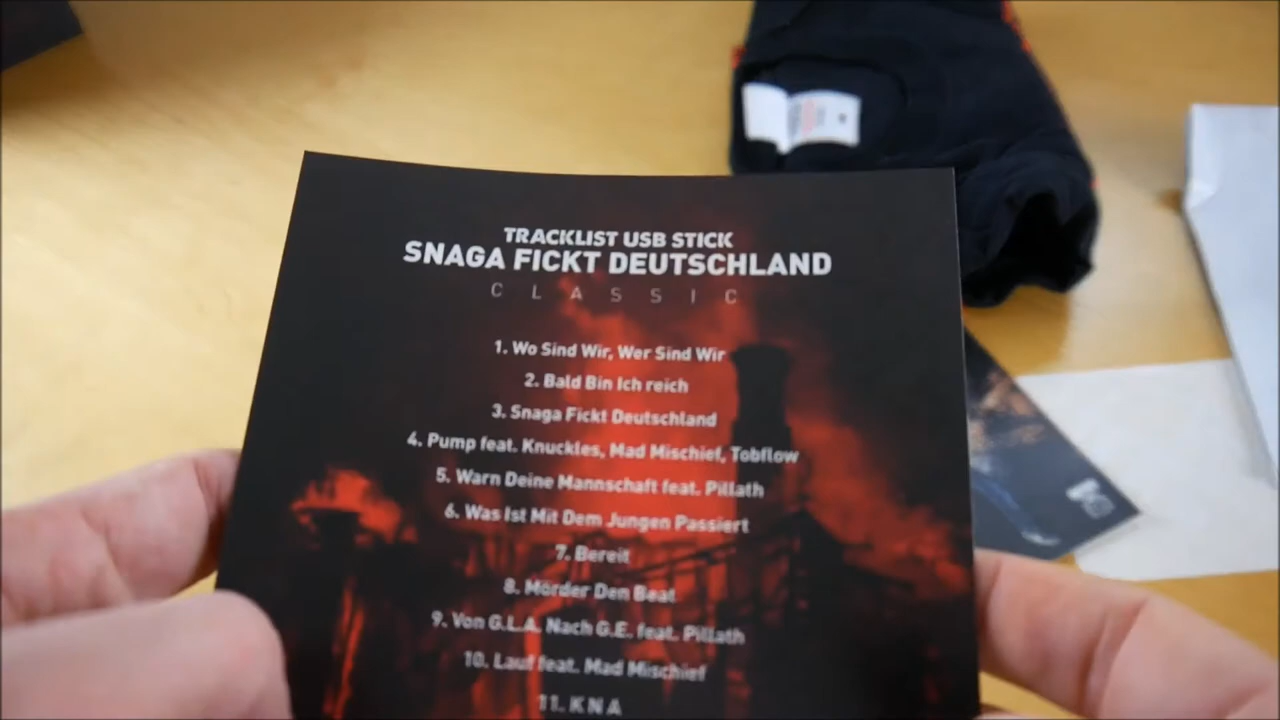 TRACKLIST USB STICK
SNAGA FICKT DEUTSCHLAND
CLASSIC
1. Wo Sind Wir, Wer Sind Wir
2. Bald Bin Ich reich
3. Snaga Fickt Deutschland
4. Pump feat. Knuckles, Mad Mischief, Tobflow
5. Warn Deine Mannschaft feat. Pillath
6. Was Ist Mit Dem Jungen Passiert
7. Bereit
8. Mörder Den Beat
9. Von G.L.A. Nach G.E. feat. Pillath
10. Lauf feat. Mad Mischief
11. K N A